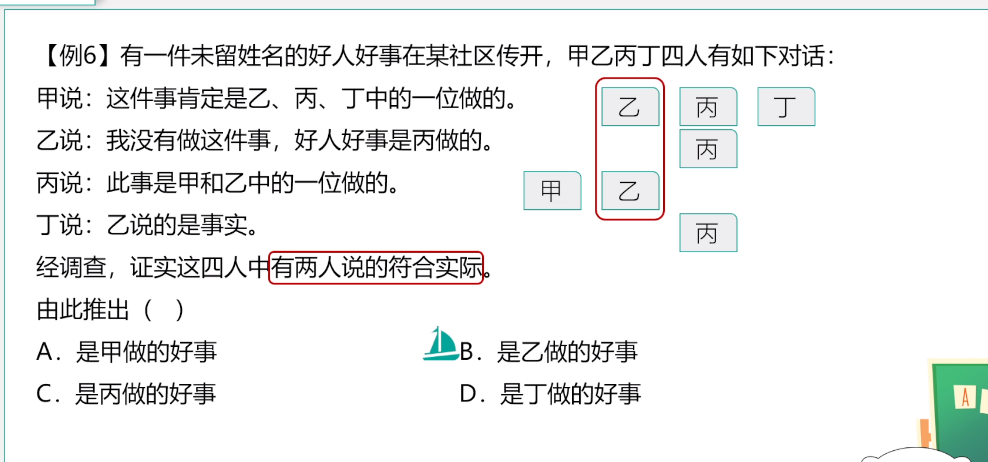 【例6】有一件未留姓名的好人好事在某社区传开，甲乙丙丁四人有如下对话：
甲说：这件事肯定是乙、丙、丁中的一位做的。
乙 丙 丁
乙说：我没有做这件事，好人好事是丙做的。
丙
丙说：此事是甲和乙中的一位做的。
甲 乙
丁说：乙说的是事实。
丙
经调查，证实这四人中有两人说的符合实际。
由此推出（ ）
A．是甲做的好事 B．是乙做的好事
C．是丙做的好事 D．是丁做的好事
A